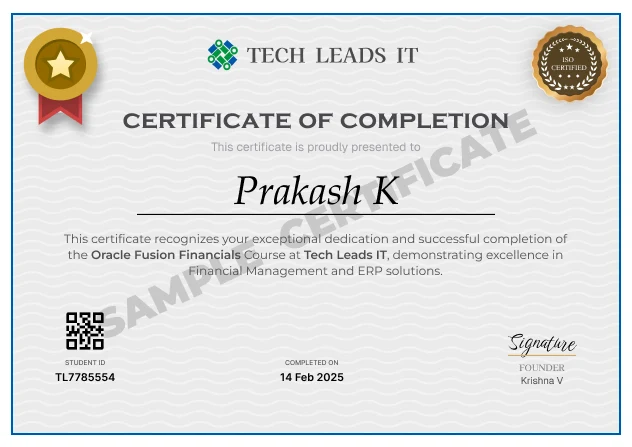 TECH LEADS IT
ISO
CERTIFIED
CERTIFICATE OF COMPLETION
This certificate is proudly presented to
Prakash K
SAMPLE CERTIFICATE
This certificate recognizes your exceptional dedication and successful completion of
the Oracle Fusion Financials Course at Tech Leads IT, demonstrating excellence in
Financial Management and ERP solutions.
STUDENT ID
TL7785554
COMPLETED ON
14 Feb 2025
Signature
FOUNDER
Krishna V